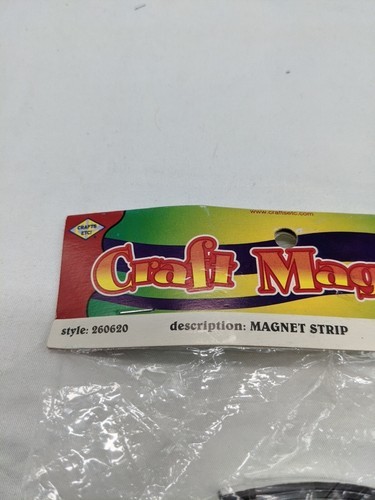 www.craftsetc.com
CRAFTS
ETC!
Craft Mag
style: 260620 description: MAGNET STRIP